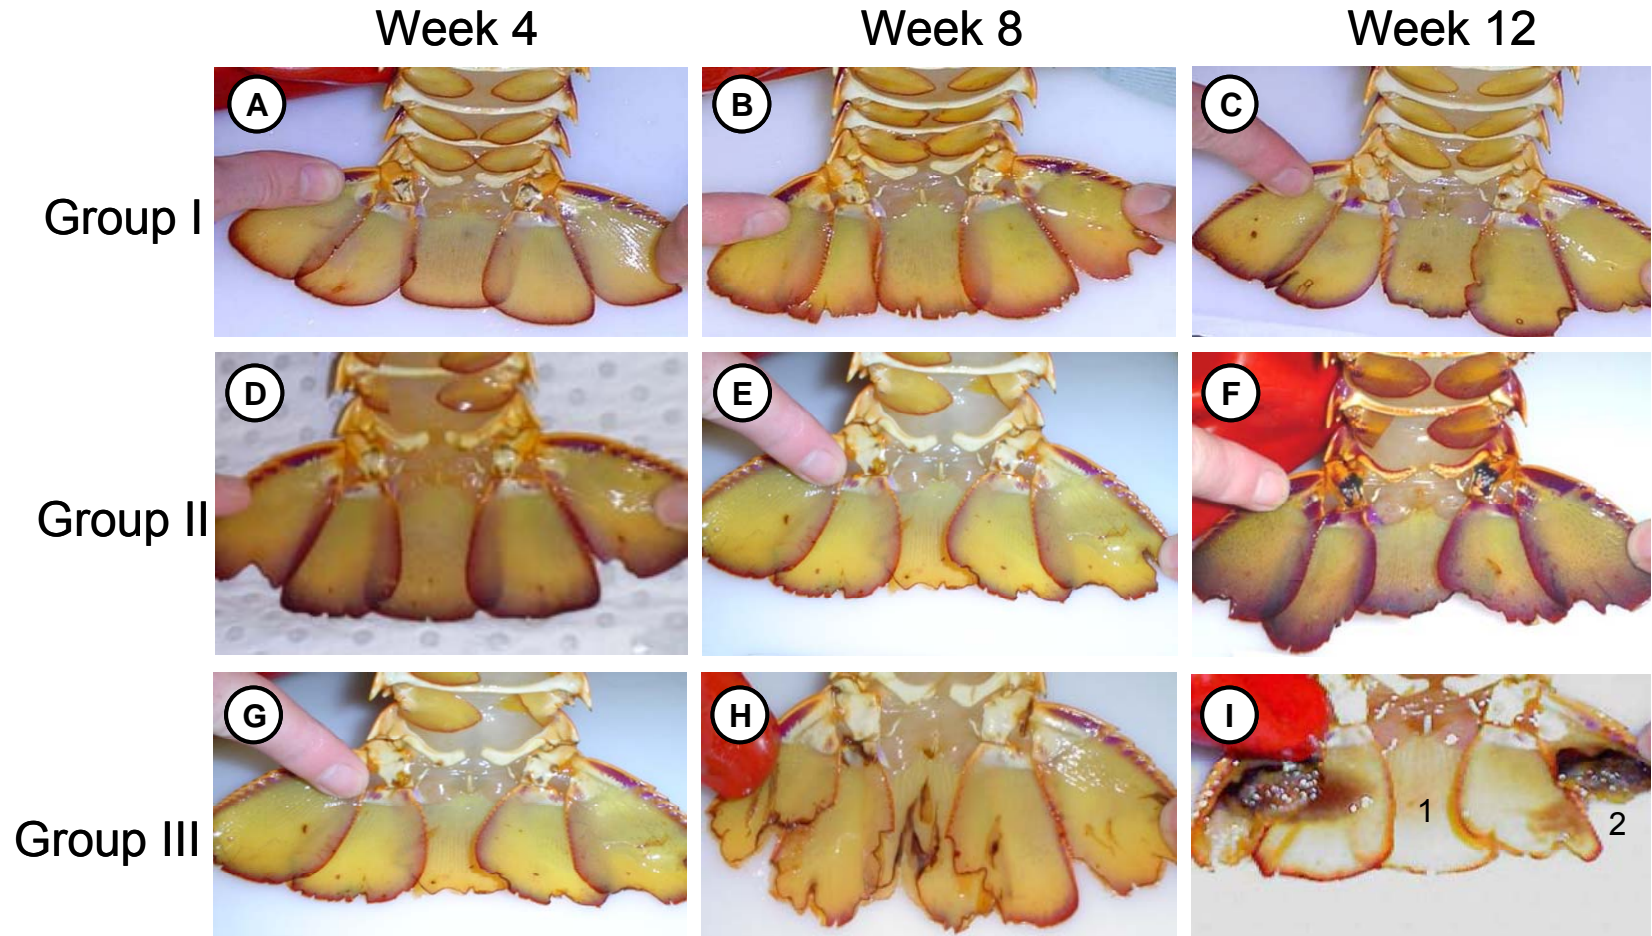 Week 4 Week 8 Week 12
A B C
Group I
D E F
Group II
G H I
Group III
1
2